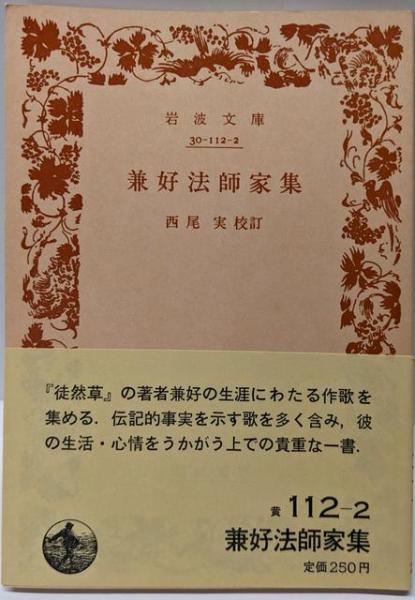 岩波文庫
30-112-2
兼好法師家集
西尾 実 校訂
『徒然草』の著者兼好の生涯にわたる作歌を
集める．伝記的事実を示す歌を多く含み，彼
の生活・心情をうかがう上での貴重な一書．
黄 112-2
兼好法師家集
定価250円